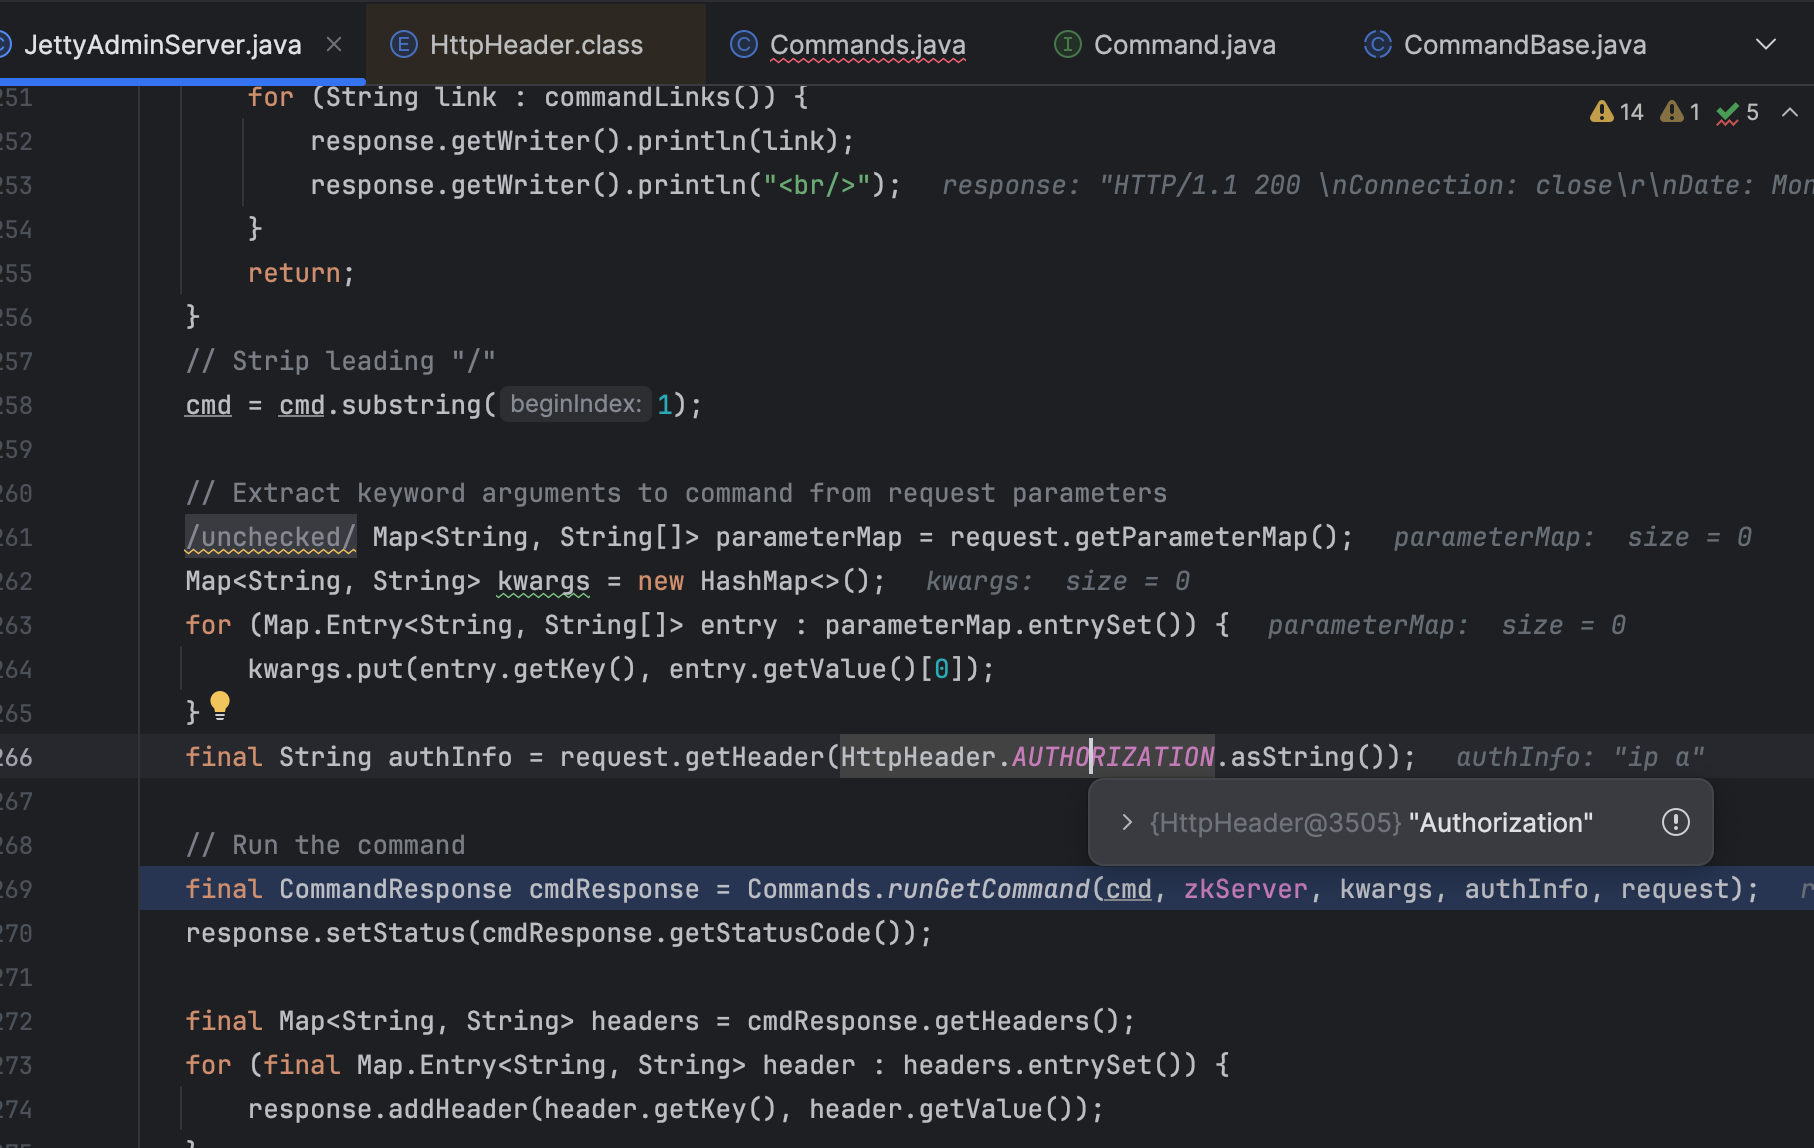 JettyAdminServer.java
HttpHeader.class
Commands.java
Command.java
CommandBase.java
14 1 5
251 for (String link : commandLinks()) {
252 response.getWriter().println(link);
253 response.getWriter().println("<br/>"); response: "HTTP/1.1 200 \nConnection: close\r\nDate: Mon
254 }
255 return;
256 }
257 // Strip leading "/"
258 cmd = cmd.substring( beginIndex: 1);
259
260 // Extract keyword arguments to command from request parameters
261 /unchecked/ Map<String, String[]> parameterMap = request.getParameterMap(); parameterMap: size = 0
262 Map<String, String> kwargs = new HashMap<>(); kwargs: size = 0
263 for (Map.Entry<String, String[]> entry : parameterMap.entrySet()) { parameterMap: size = 0
264 kwargs.put(entry.getKey(), entry.getValue()[0]);
265 }
266 final String authInfo = request.getHeader(HttpHeader.AUTHORIZATION.asString()); authInfo: "ip a"
267
{HttpHeader@3505} "Authorization"
268 // Run the command
269 final CommandResponse cmdResponse = Commands.runGetCommand(cmd, zkServer, kwargs, authInfo, request); r
270 response.setStatus(cmdResponse.getStatusCode());
271
272 final Map<String, String> headers = cmdResponse.getHeaders();
273 for (final Map.Entry<String, String> header : headers.entrySet()) {
274 response.addHeader(header.getKey(), header.getValue());
275 }